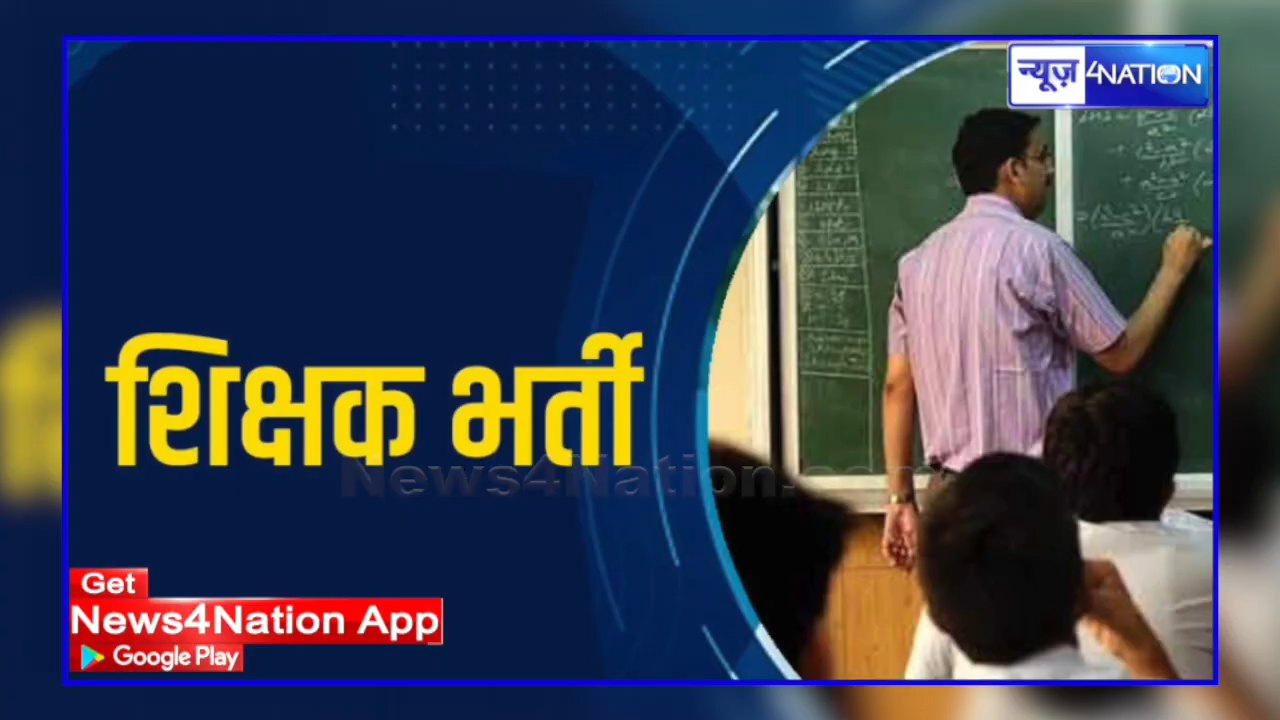 न्यूज़ 4NATION
शिक्षक भर्ती
News4Nation.com
Get
News4Nation App
Google Play